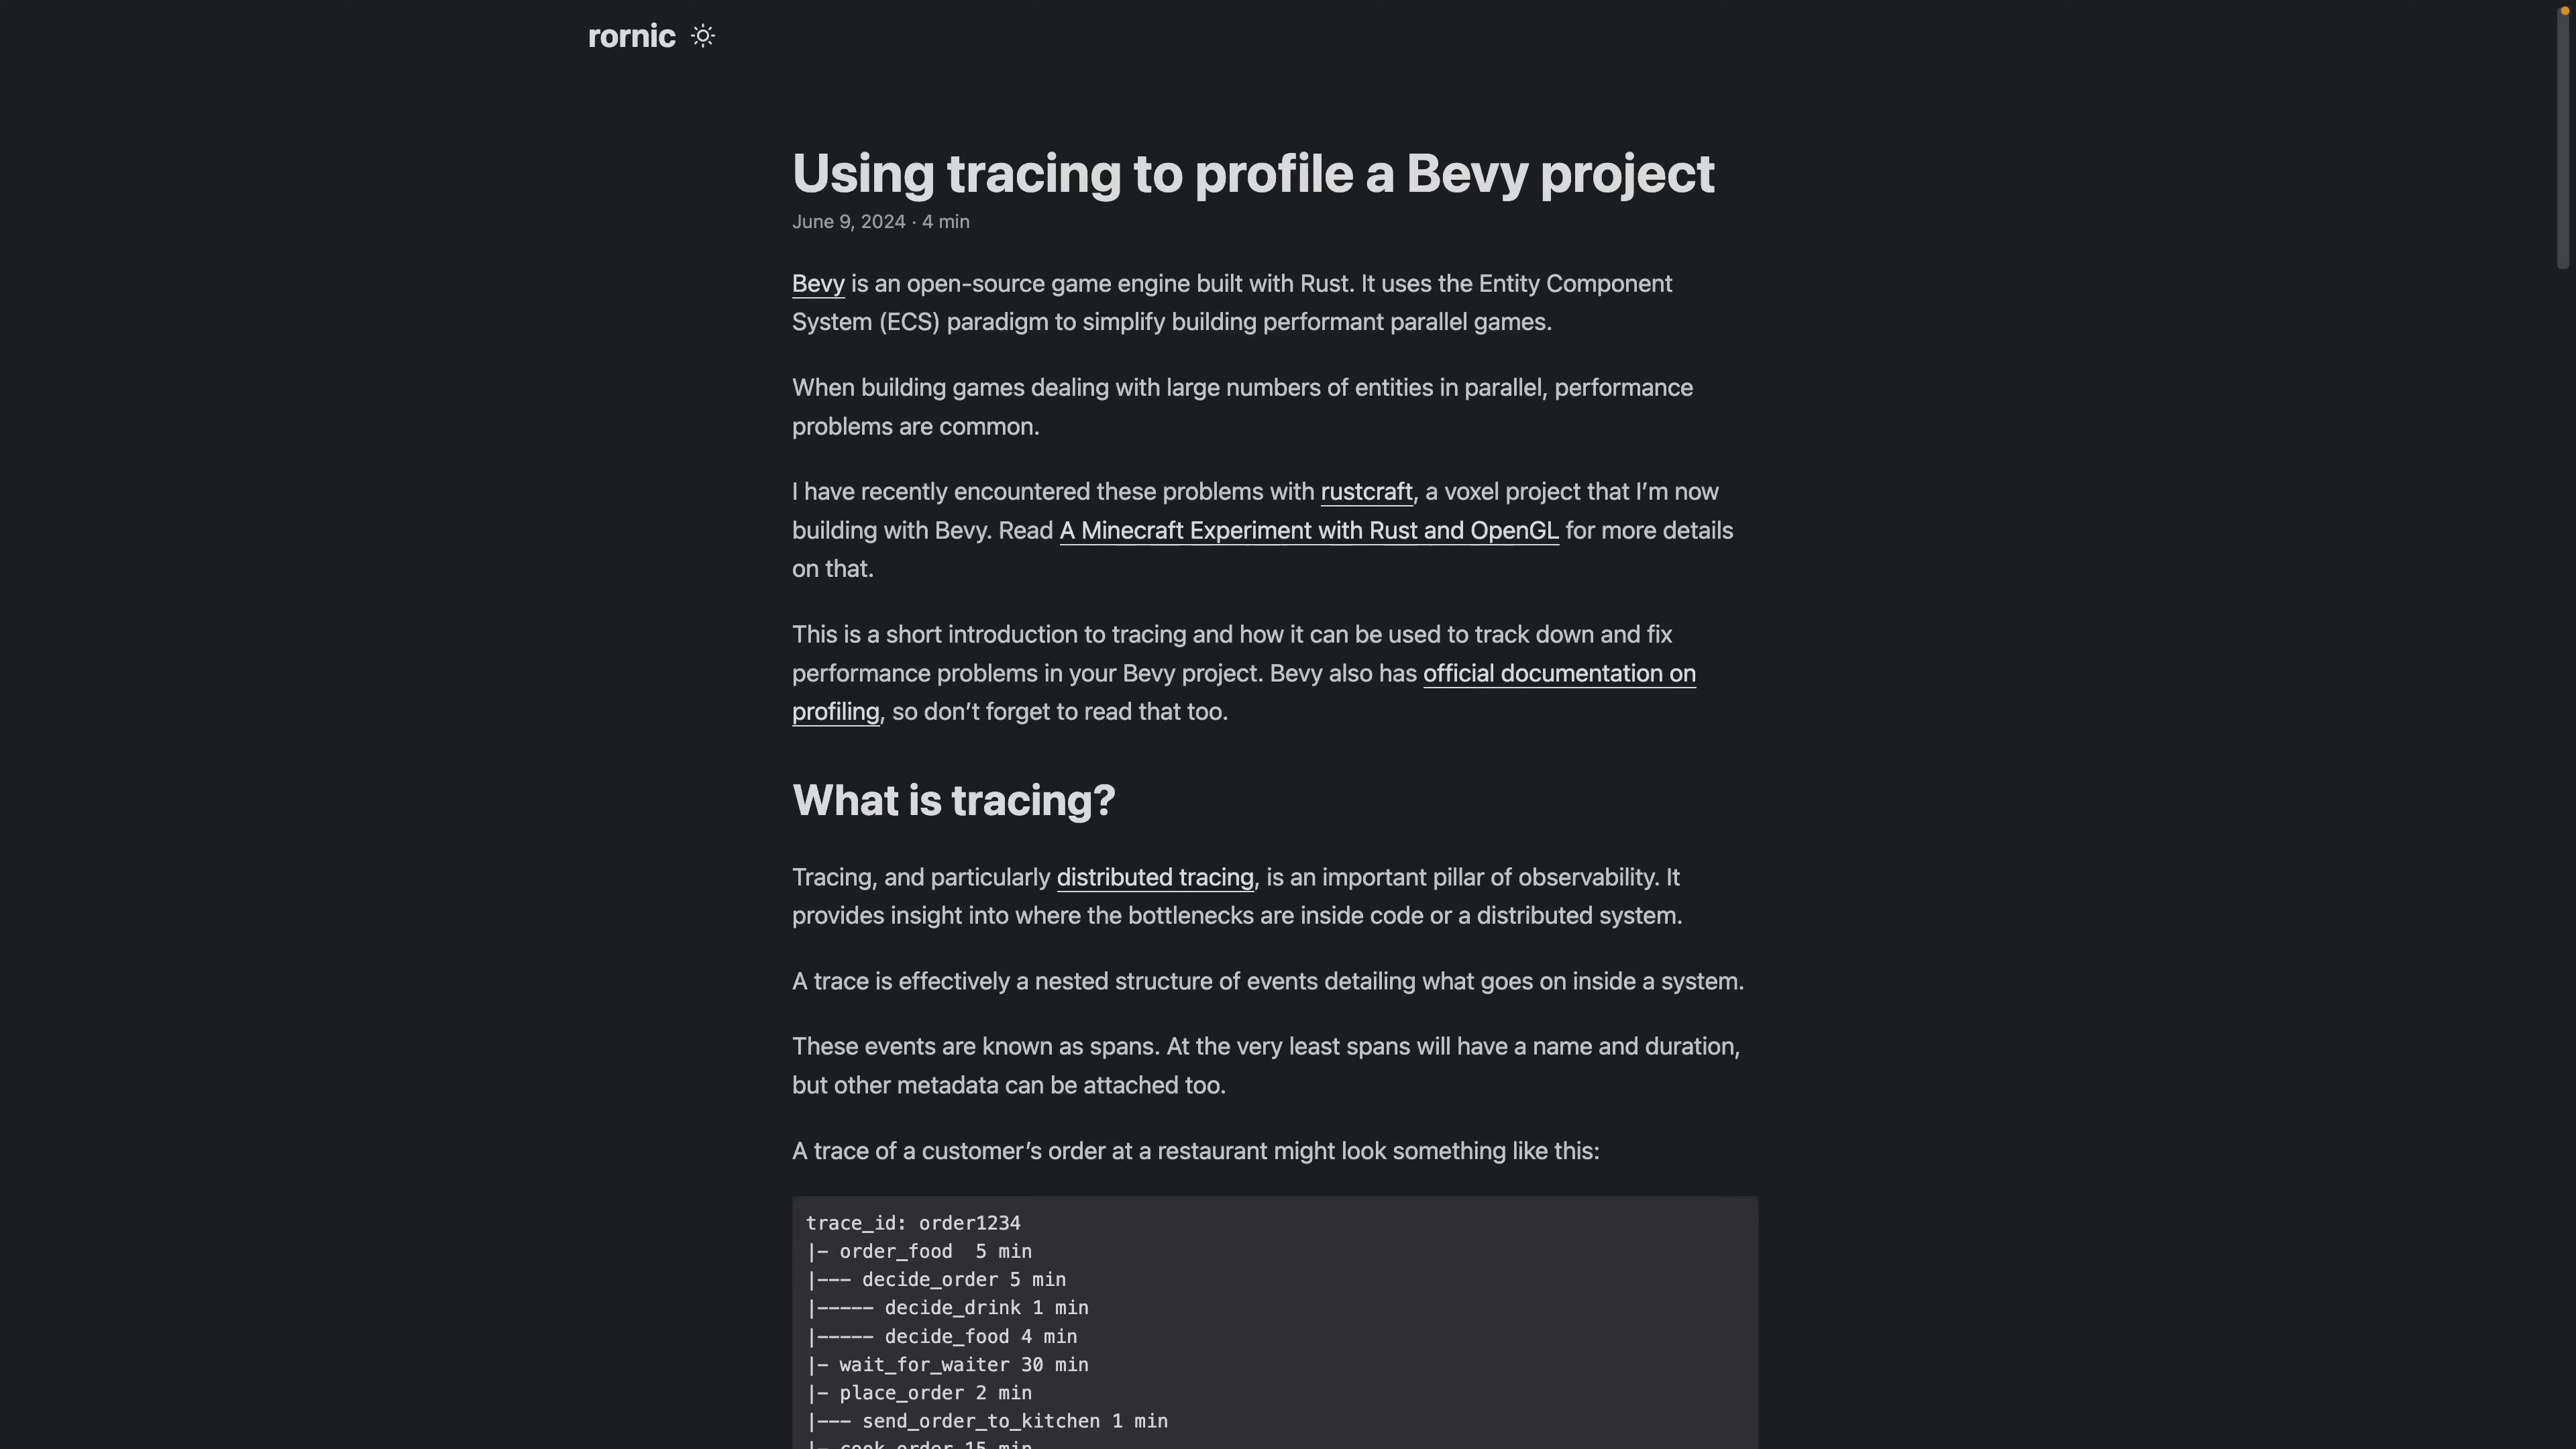 rornic
Using tracing to profile a Bevy project
June 9, 2024 · 4 min
Bevy is an open-source game engine built with Rust. It uses the Entity Component
System (ECS) paradigm to simplify building performant parallel games.
When building games dealing with large numbers of entities in parallel, performance
problems are common.
I have recently encountered these problems with rustcraft, a voxel project that I’m now
building with Bevy. Read A Minecraft Experiment with Rust and OpenGL for more details
on that.
This is a short introduction to tracing and how it can be used to track down and fix
performance problems in your Bevy project. Bevy also has official documentation on
profiling, so don’t forget to read that too.
What is tracing?
Tracing, and particularly distributed tracing, is an important pillar of observability. It
provides insight into where the bottlenecks are inside code or a distributed system.
A trace is effectively a nested structure of events detailing what goes on inside a system.
These events are known as spans. At the very least spans will have a name and duration,
but other metadata can be attached too.
A trace of a customer’s order at a restaurant might look something like this:
trace_id: order1234
|- order_food  5 min
|--- decide_order 5 min
|----- decide_drink 1 min
|----- decide_food 4 min
|- wait_for_waiter 30 min
|- place_order 2 min
|--- send_order_to_kitchen 1 min
|- cook_order 15 min